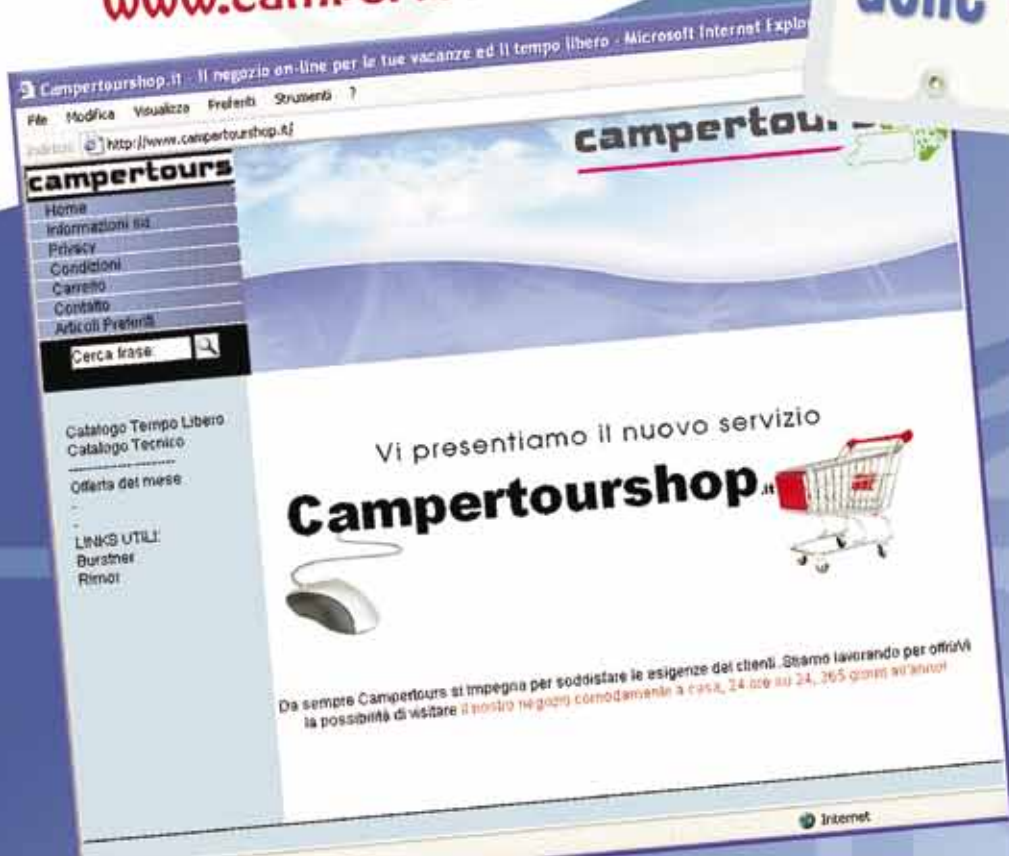 Campertourshop.it - Il negozio on-line per le tue vacanze ed il tempo libero - Microsoft Internet Explo
File Modifica Visualizza Preferiti Strumenti ?
http://www.campertourshop.it/
campertours
Home
Informazioni su
Privacy
Condizioni
Carrello
Contatto
Articoli Preferiti
Cerca frase:
Catalogo Tempo Libero
Catalogo Tecnico
--------------------
Offerta del mese
-
-
LINKS UTILI:
Burstner
Rimor
Vi presentiamo il nuovo servizio
Campertourshop.it
Da sempre Campertours si impegna per soddisfare le esigenze dei clienti. Stiamo lavorando per offrirVi
la possibilità di visitare il nostro negozio comodamente a casa, 24 ore su 24, 365 giorni all'anno!
Internet